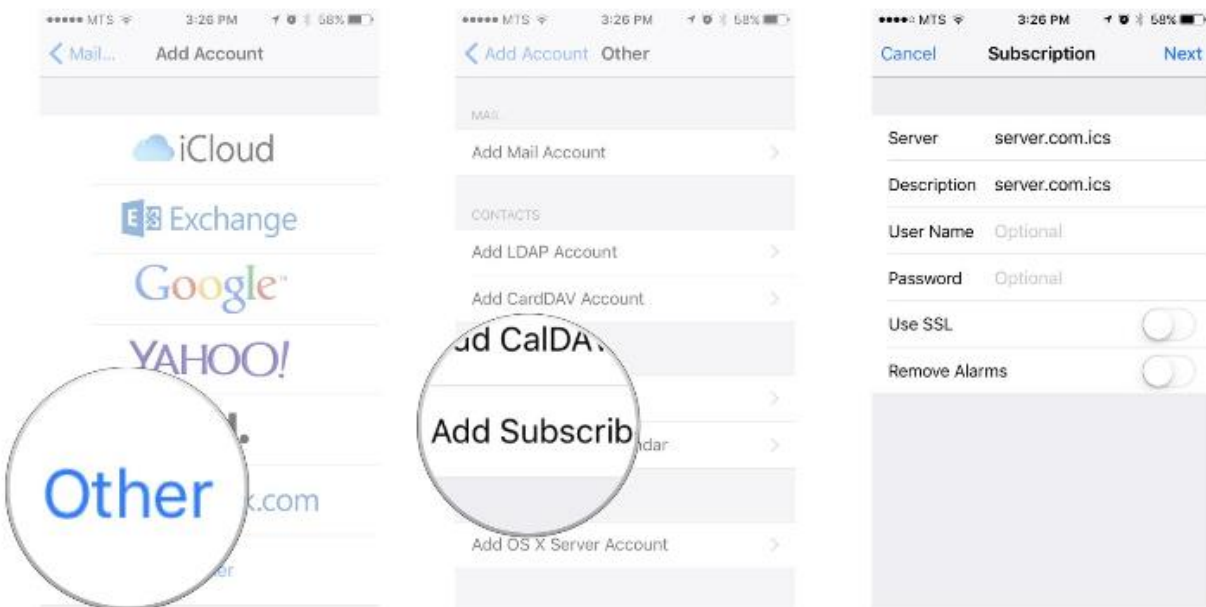 MTS 3:26 PM 58%
Mail... Add Account
iCloud
Exchange
Google
YAHOO!
Other
.com
MTS 3:26 PM 58%
Add Account Other
MAIL
Add Mail Account
CONTACTS
Add LDAP Account
Add CardDAV Account
dd CalDAV
Add Subscrib
ndar
Add OS X Server Account
MTS 3:26 PM 58%
Cancel Subscription Next
Server server.com.ics
Description server.com.ics
User Name Optional
Password Optional
Use SSL
Remove Alarms